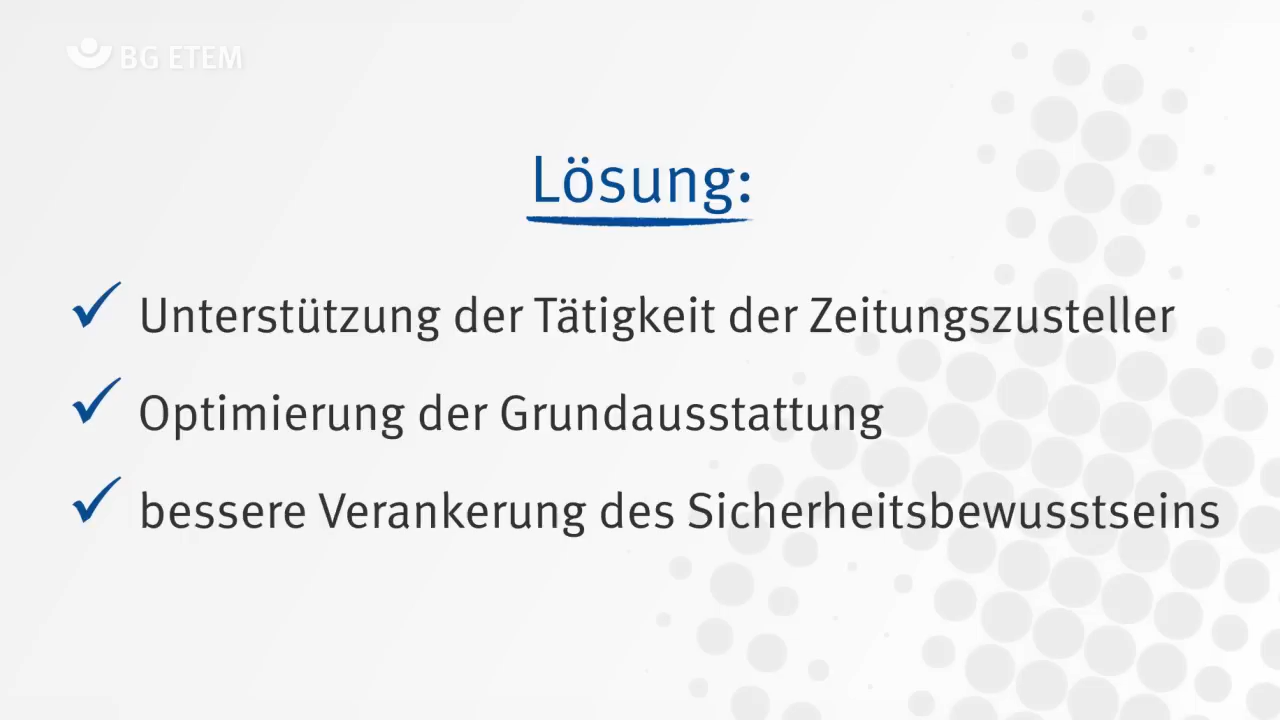 BG ETEM
Lösung:
Unterstützung der Tätigkeit der Zeitungszusteller
Optimierung der Grundausstattung
bessere Verankerung des Sicherheitsbewusstseins